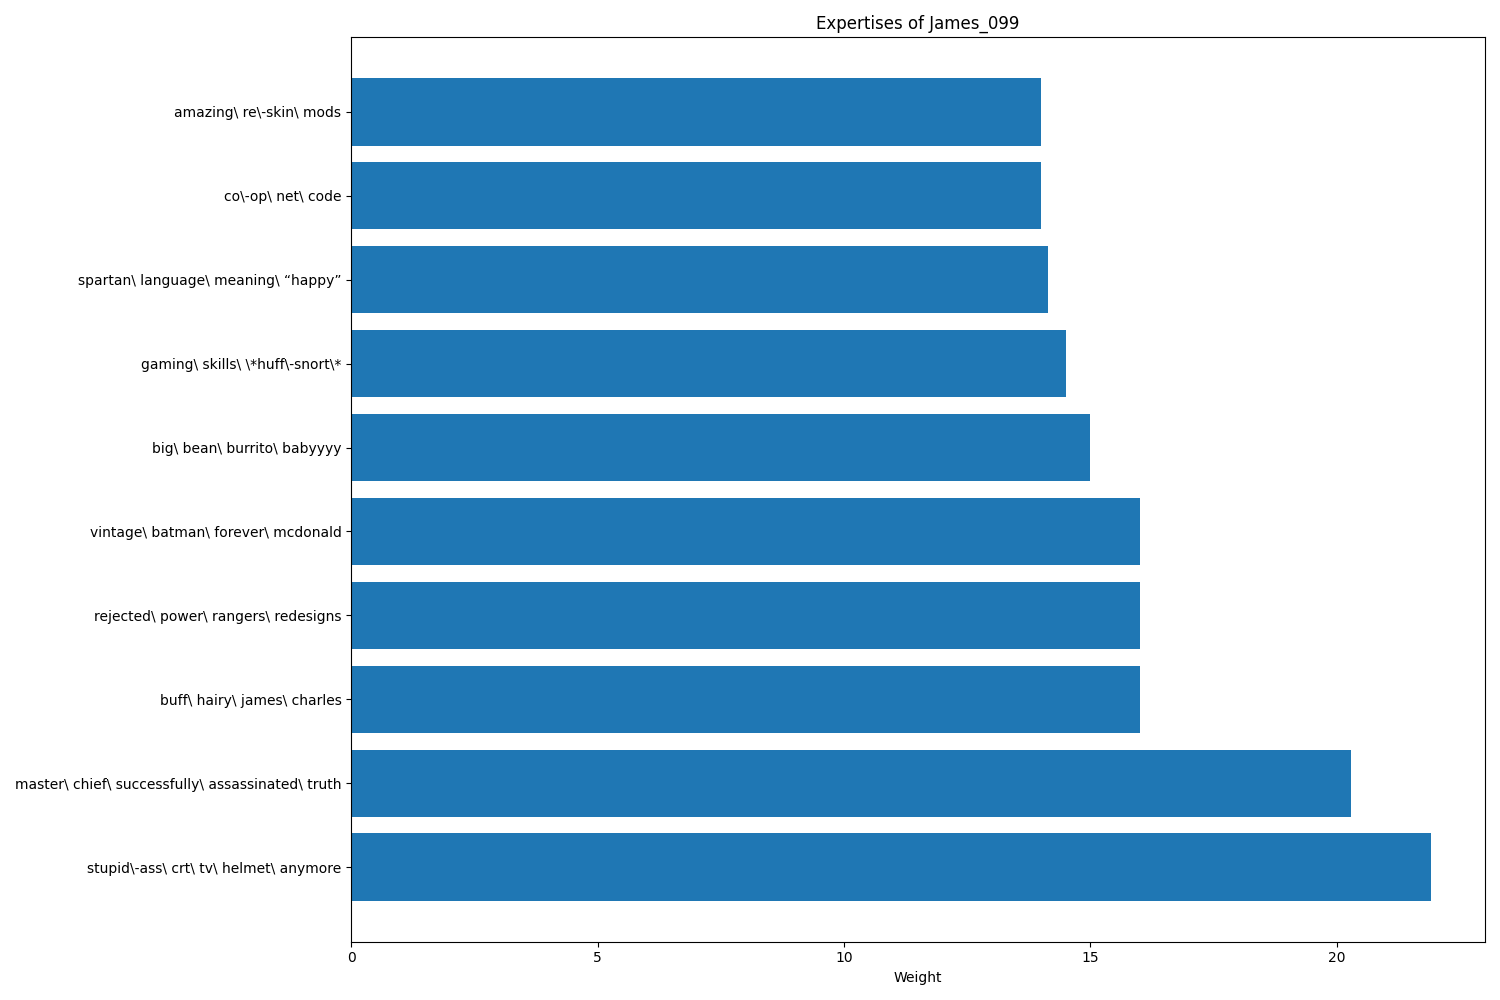 Expertises of James_099
amazing\ re\-skin\ mods
co\-op\ net\ code
spartan\ language\ meaning\ “happy”
gaming\ skills\ \*huff\-snort\*
big\ bean\ burrito\ babyyyy
vintage\ batman\ forever\ mcdonald
rejected\ power\ rangers\ redesigns
buff\ hairy\ james\ charles
master\ chief\ successfully\ assassinated\ truth
stupid\-ass\ crt\ tv\ helmet\ anymore
0 5 10 15 20
Weight